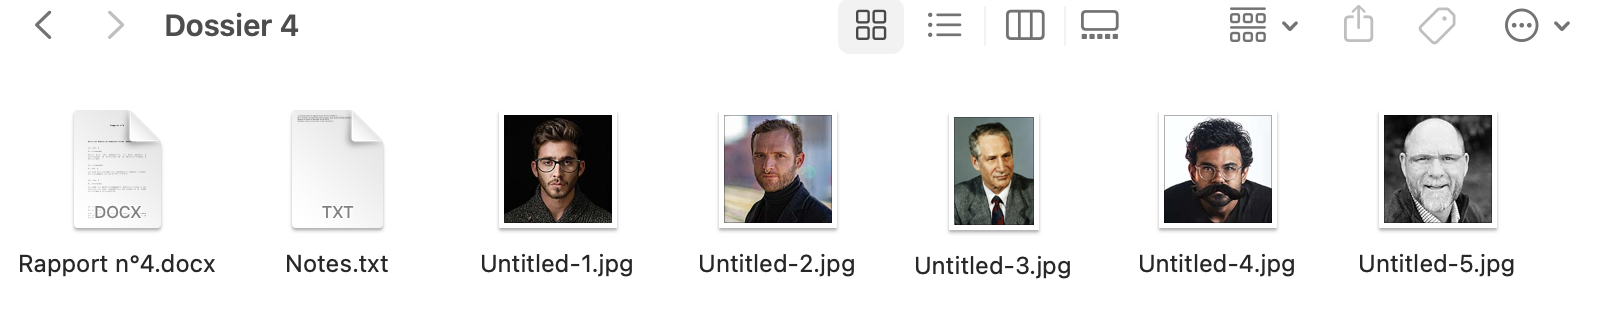 Dossier 4
DOCX
TXT
Rapport n°4.docx
Notes.txt
Untitled-1.jpg
Untitled-2.jpg
Untitled-3.jpg
Untitled-4.jpg
Untitled-5.jpg